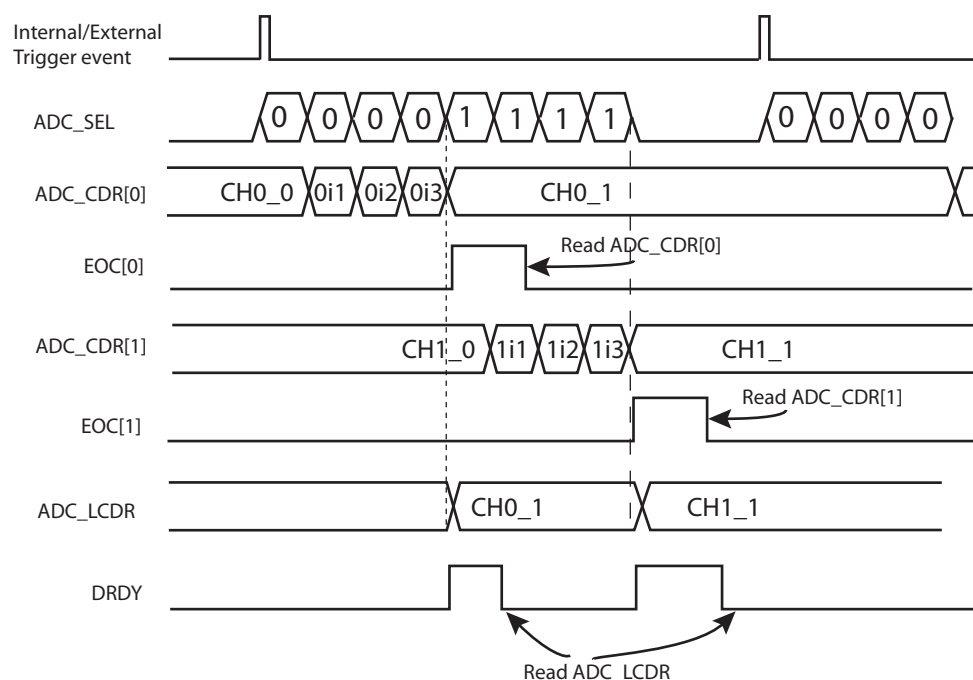 Internal/External
Trigger event
ADC_SEL
0 0 0 0 1 1 1 1 0 0 0 0
ADC_CDR[0]
CH0_0 0i1 0i2 0i3 CH0_1
EOC[0]
Read ADC_CDR[0]
ADC_CDR[1]
CH1_0 1i1 1i2 1i3 CH1_1
EOC[1]
Read ADC_CDR[1]
ADC_LCDR
CH0_1 CH1_1
DRDY
Read ADC_LCDR